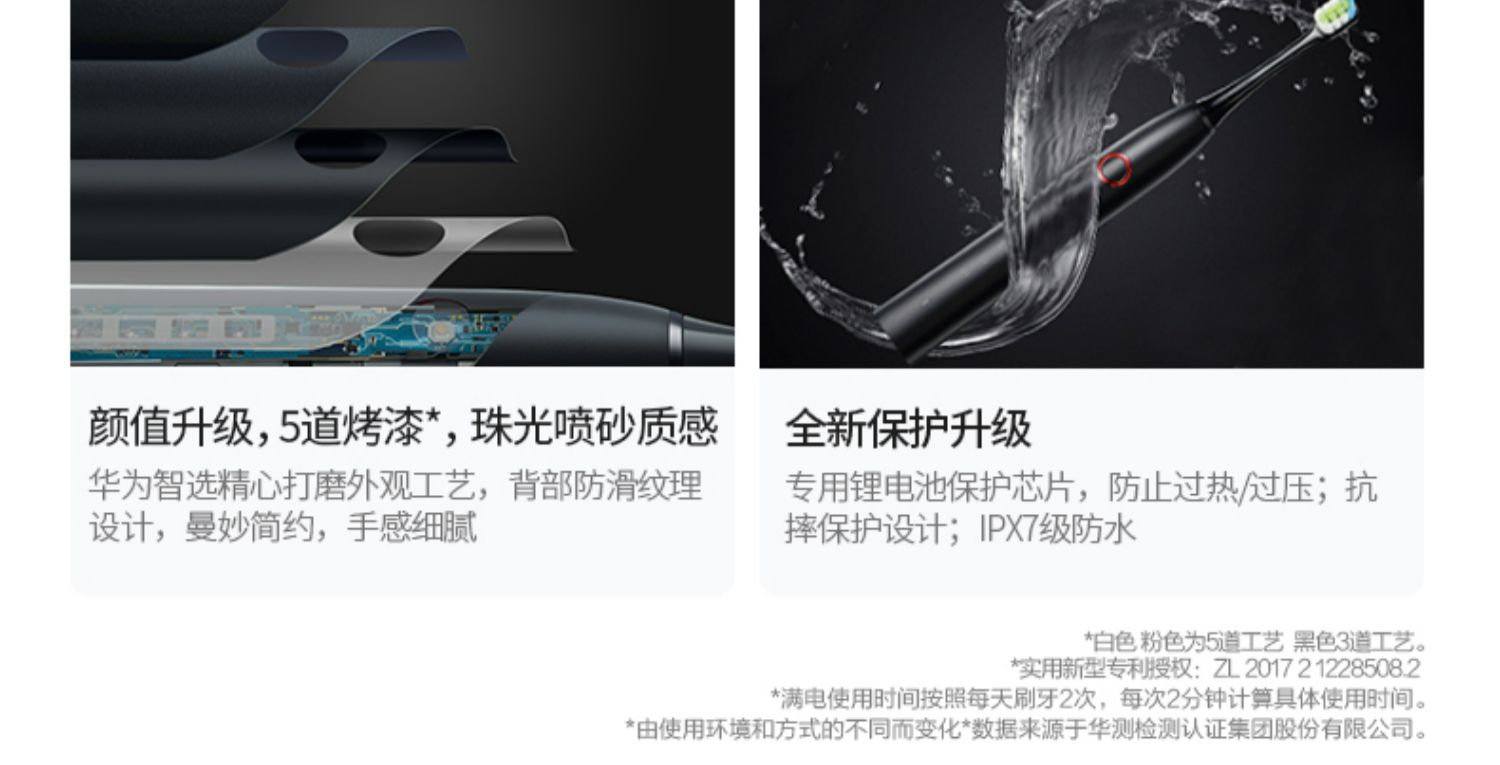 颜值升级，5道烤漆*，珠光喷砂质感
华为智选精心打磨外观工艺，背部防滑纹理
设计，曼妙简约，手感细腻
全新保护升级
专用锂电池保护芯片，防止过热/过压；抗
摔保护设计；IPX7级防水
*白色 粉色为5道工艺 黑色3道工艺。
*实用新型专利授权：ZL 2017 2 1228508.2
*满电使用时间按照每天刷牙2次，每次2分钟计算具体使用时间。
*由使用环境和方式的不同而变化*数据来源于华测检测认证集团股份有限公司。